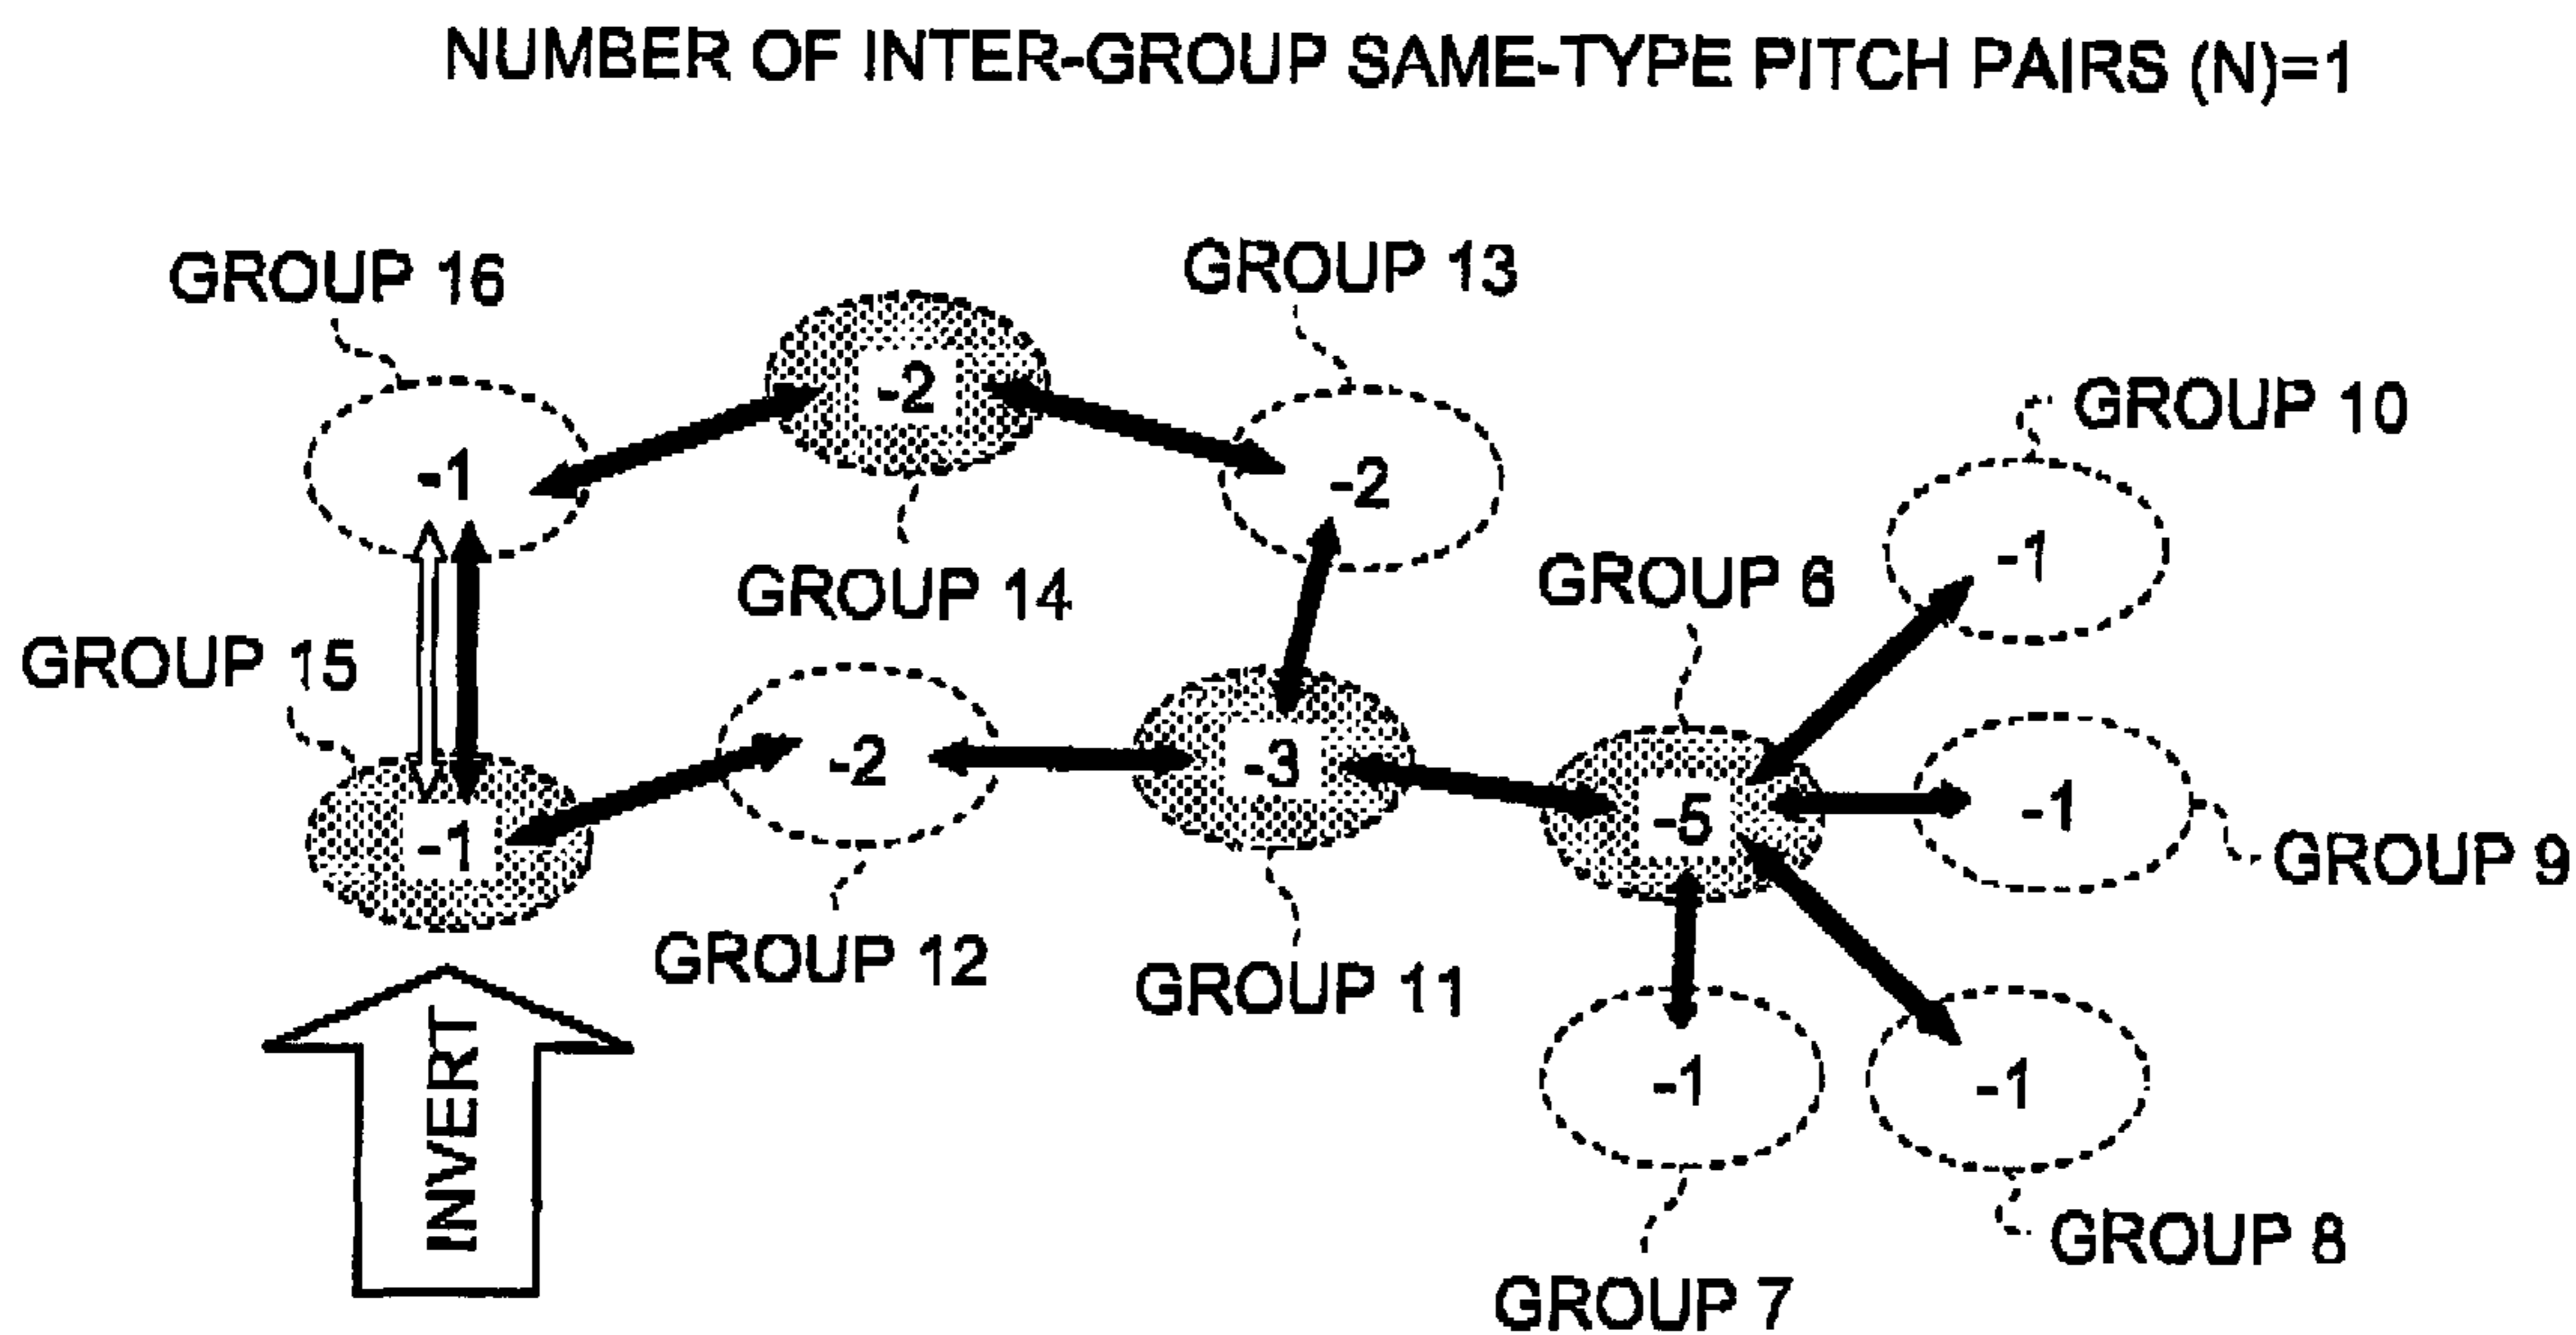 NUMBER OF INTER-GROUP SAME-TYPE PITCH PAIRS (N)=1
GROUP 16
GROUP 13
-2
GROUP 10
-1
-2
-1
GROUP 14
GROUP 6
GROUP 15
-2
-3
-5
-1
-1
GROUP 9
GROUP 12
GROUP 11
INVERT
-1
-1
GROUP 8
GROUP 7